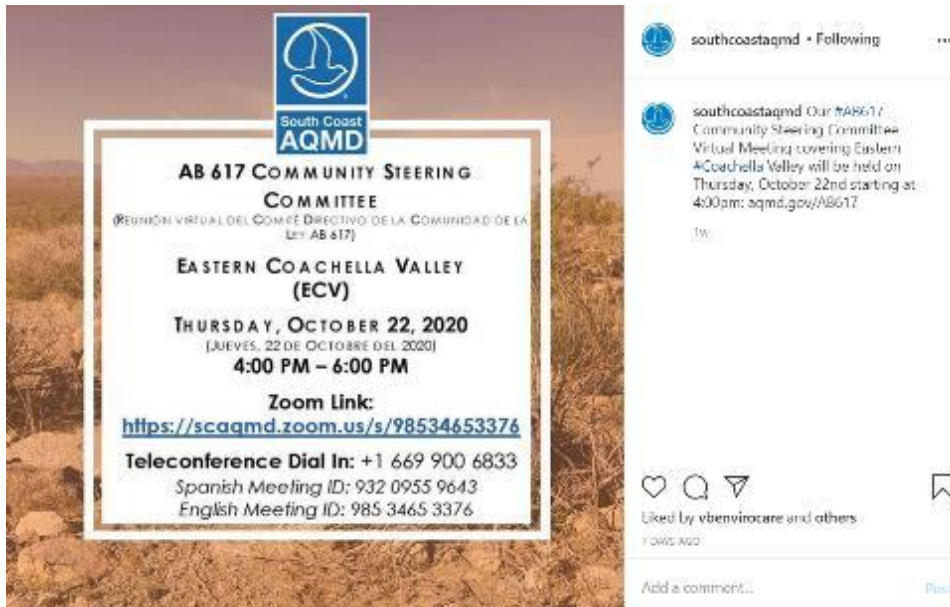 South Coast
AQMD
AB 617 COMMUNITY STEERING
COMMITTEE
(REUNIÓN VIRTUAL DEL COMITÉ DIRECTIVO DE LA COMUNIDAD DE LA
LEY AB 617)
EASTERN COACHELLA VALLEY
(ECV)
THURSDAY, OCTOBER 22, 2020
(JUEVES, 22 DE OCTOBRE DEL 2020)
4:00 PM – 6:00 PM
Zoom Link:
https://scaqmd.zoom.us/s/98534653376
Teleconference Dial In: +1 669 900 6833
Spanish Meeting ID: 932 0955 9643
English Meeting ID: 985 3465 3376
southcoastaqmd • Following
southcoastaqmd Our #AB617
Community Steering Committee
Virtual Meeting covering Eastern
#Coachella Valley will be held on
Thursday, October 22nd starting at
4:00pm: aqmd.gov/AB617
1w
Liked by vbenvirocare and others
7 DAYS AGO
Add a comment...
Post